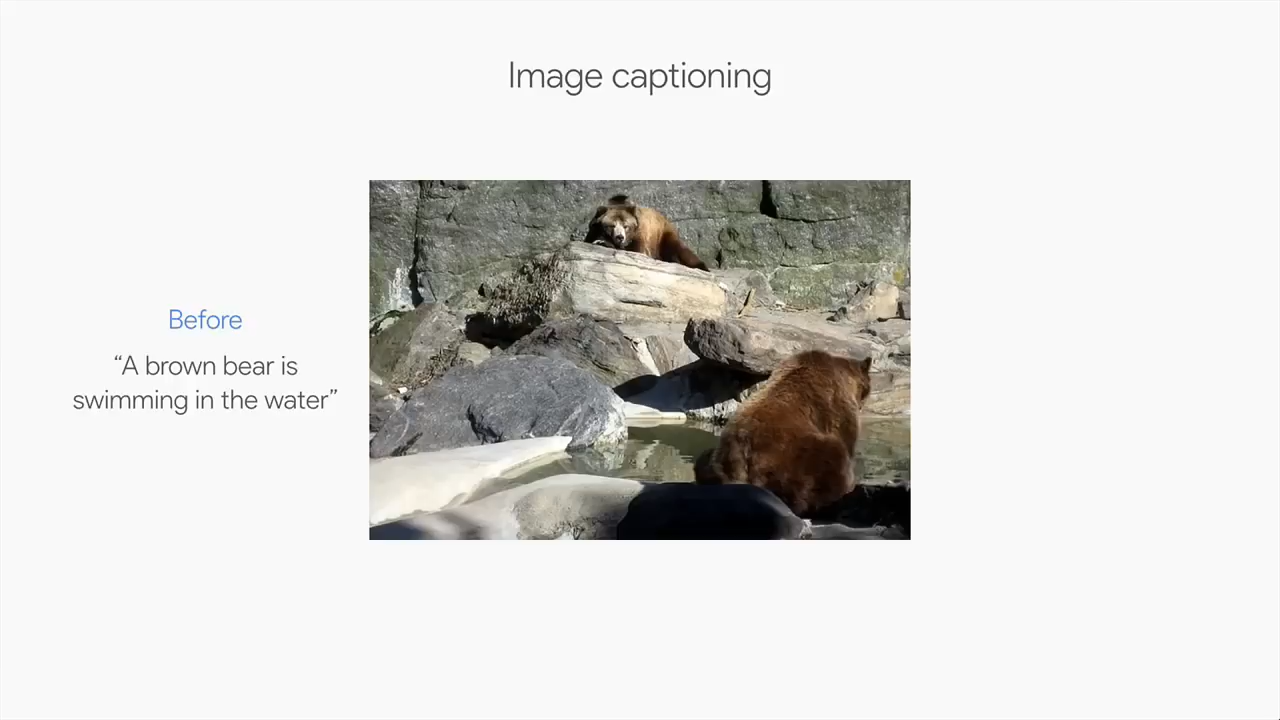 Image captioning
Before
“A brown bear is
swimming in the water”